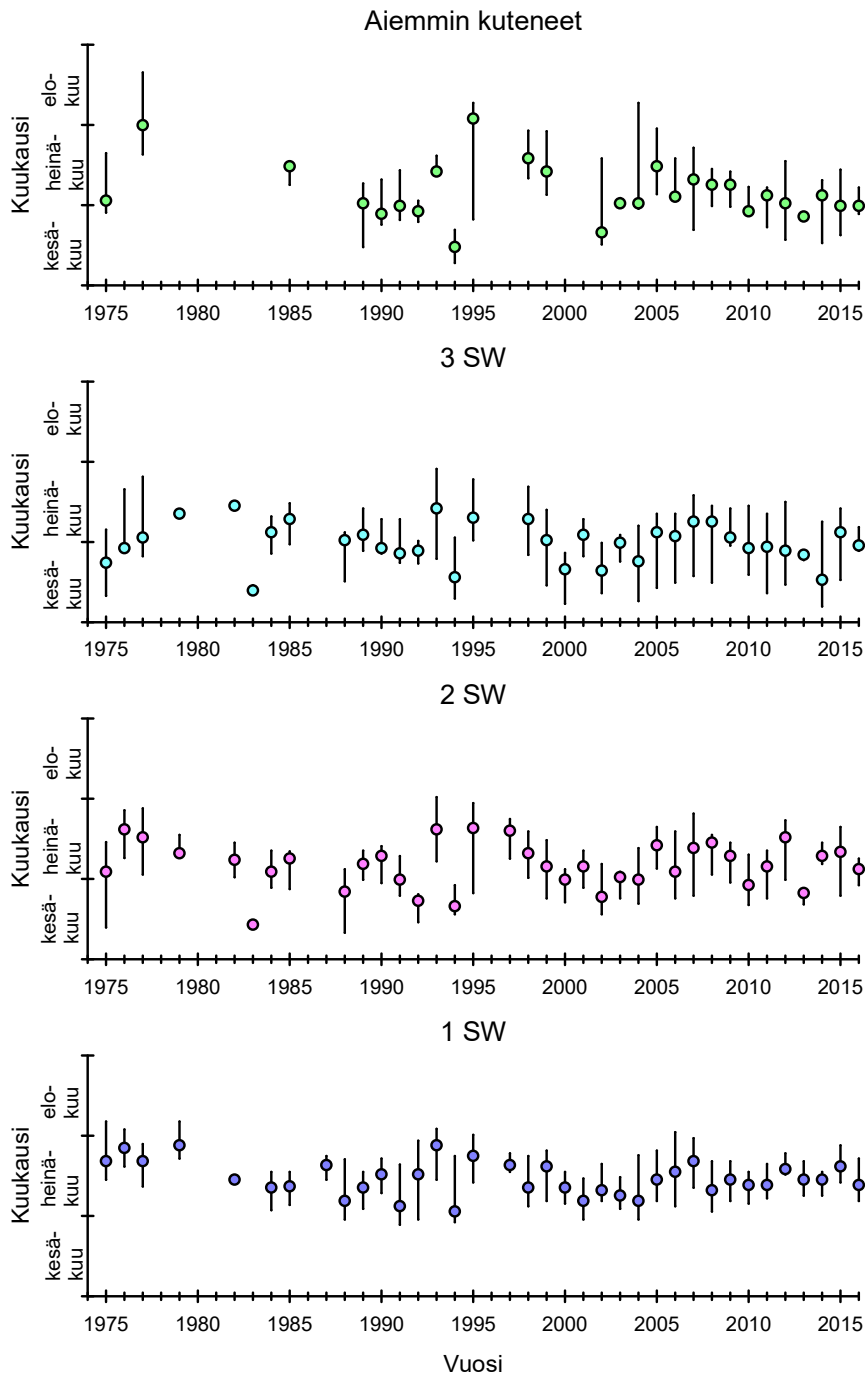 Aiemmin kuteneet
Kuukausi
elo-
kuu
heinä-
kuu
kesä-
kuu
1975 1980 1985 1990 1995 2000 2005 2010 2015
3 SW
Kuukausi
elo-
kuu
heinä-
kuu
kesä-
kuu
1975 1980 1985 1990 1995 2000 2005 2010 2015
2 SW
Kuukausi
elo-
kuu
heinä-
kuu
kesä-
kuu
1975 1980 1985 1990 1995 2000 2005 2010 2015
1 SW
Kuukausi
elo-
kuu
heinä-
kuu
kesä-
kuu
1975 1980 1985 1990 1995 2000 2005 2010 2015
Vuosi